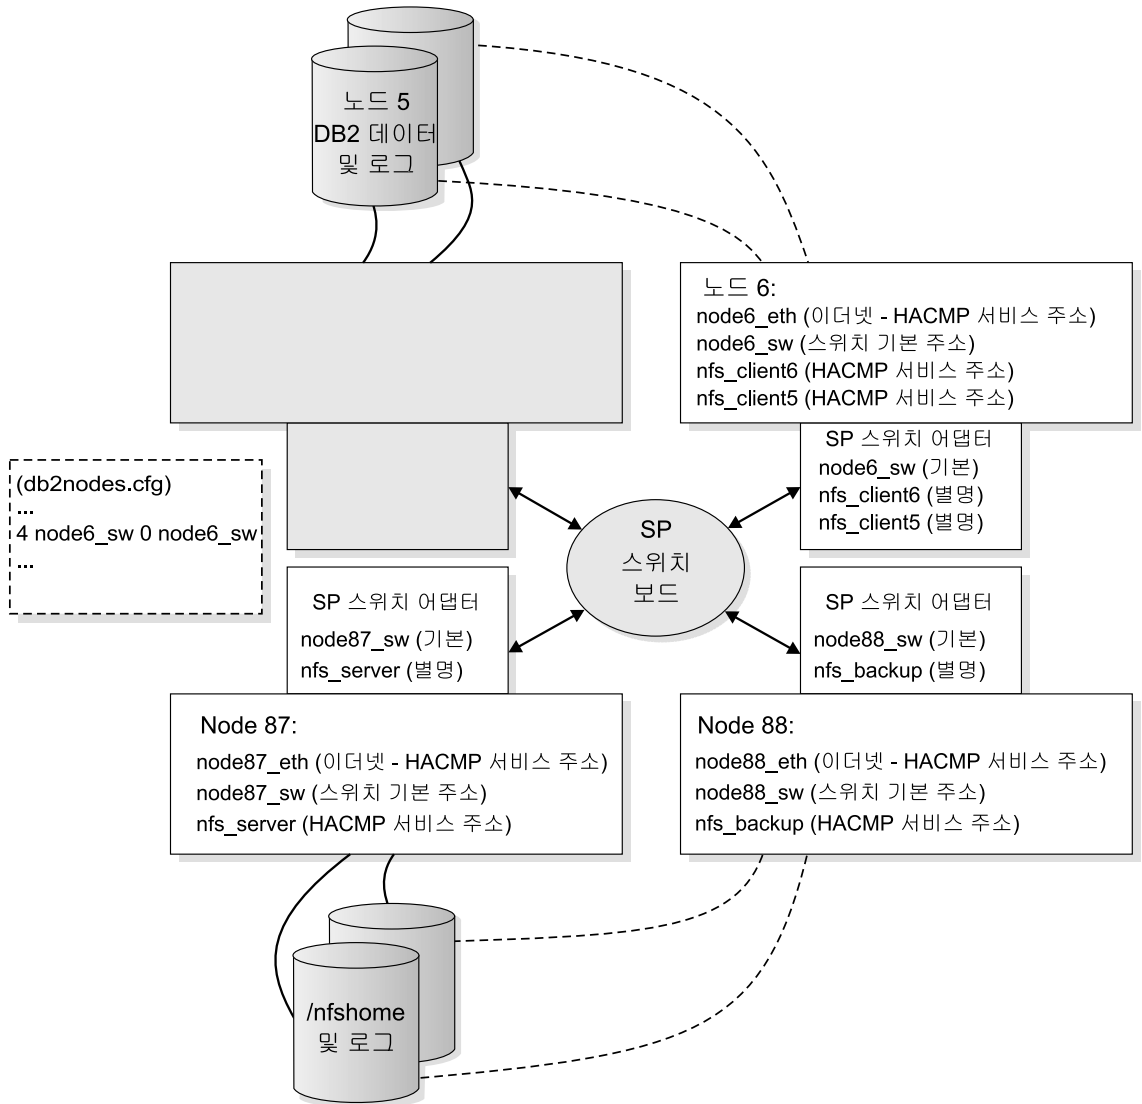 노드 5
DB2 데이터
및 로그
노드 6:
node6_eth (이더넷 - HACMP 서비스 주소)
node6_sw (스위치 기본 주소)
nfs_client6 (HACMP 서비스 주소)
nfs_client5 (HACMP 서비스 주소)
SP 스위치 어댑터
node6_sw (기본)
nfs_client6 (별명)
nfs_client5 (별명)
(db2nodes.cfg)
...
4 node6_sw 0 node6_sw
...
SP
스위치
보드
SP 스위치 어댑터
node87_sw (기본)
nfs_server (별명)
SP 스위치 어댑터
node88_sw (기본)
nfs_backup (별명)
Node 87:
node87_eth (이더넷 - HACMP 서비스 주소)
node87_sw (스위치 기본 주소)
nfs_server (HACMP 서비스 주소)
Node 88:
node88_eth (이더넷 - HACMP 서비스 주소)
node88_sw (스위치 기본 주소)
nfs_backup (HACMP 서비스 주소)
/nfshome
및 로그